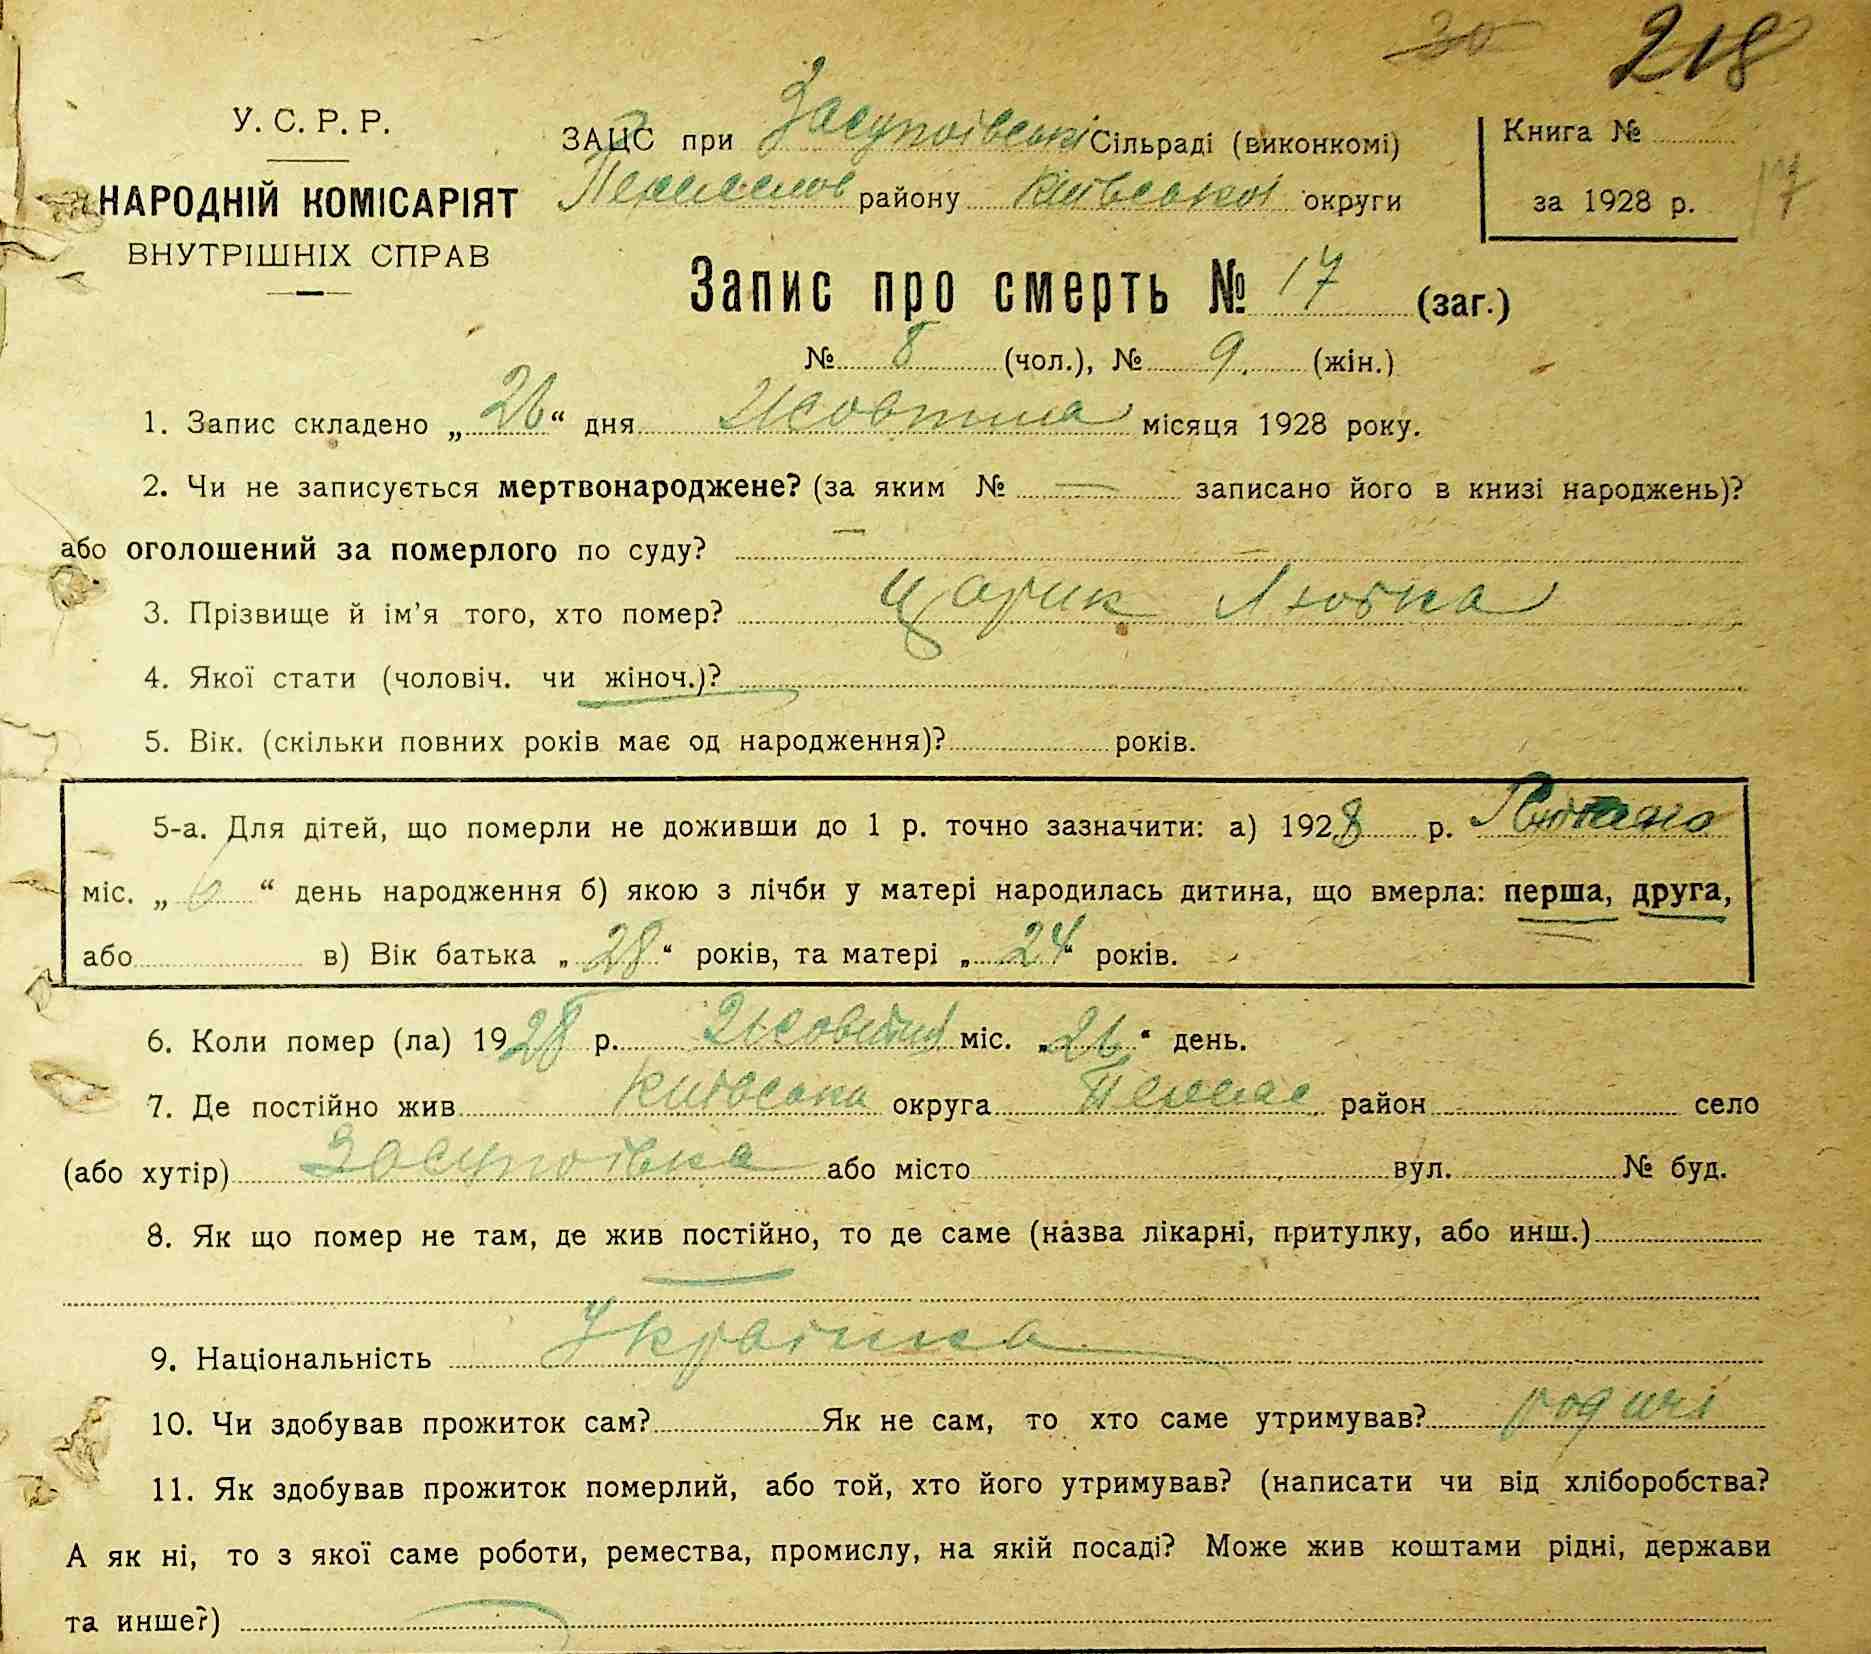 30 218
У. С. Р. Р.
НАРОДНІЙ КОМІСАРІЯТ
ВНУТРІШНІХ СПРАВ
ЗАЦС при Засупоївські Сільраді (виконкомі)
району Київської округи
Книга №
за 1928 р.
17
Запис про смерть № 17 (заг.)
№ 8 (чол.), № 9. (жін.)
1. Запис складено „26“ дня Жовтня місяця 1928 року.
2. Чи не записується мертвонароджене? (за яким № — записано його в книзі народжень)?
або оголошений за померлого по суду? —
3. Прізвище й ім'я того, хто помер? Царик Любка
4. Якої стати (чоловіч. чи жіноч.)?
5. Вік. (скільки повних років має од народження)? років.
5-а. Для дітей, що померли не доживши до 1 р. точно зазначити: а) 1928 р.
міс. „ “ день народження б) якою з лічби у матері народилась дитина, що вмерла: перша, друга,
або в) Вік батька „28“ років, та матері „24“ років.
6. Коли помер (ла) 1928 р. Жовтня міс. „26“ день.
7. Де постійно жив Київська округа район село
(або хутір) Засупоївка або місто вул. № буд.
8. Як що помер не там, де жив постійно, то де саме (назва лікарні, притулку, або инш.)
9. Національність Українка
10. Чи здобував прожиток сам? Як не сам, то хто саме утримував? родичі
11. Як здобував прожиток померлий, або той, хто його утримував? (написати чи від хліборобства?
А як ні, то з якої саме роботи, ремества, промислу, на якій посаді? Може жив коштами рідні, держави
та инше?)